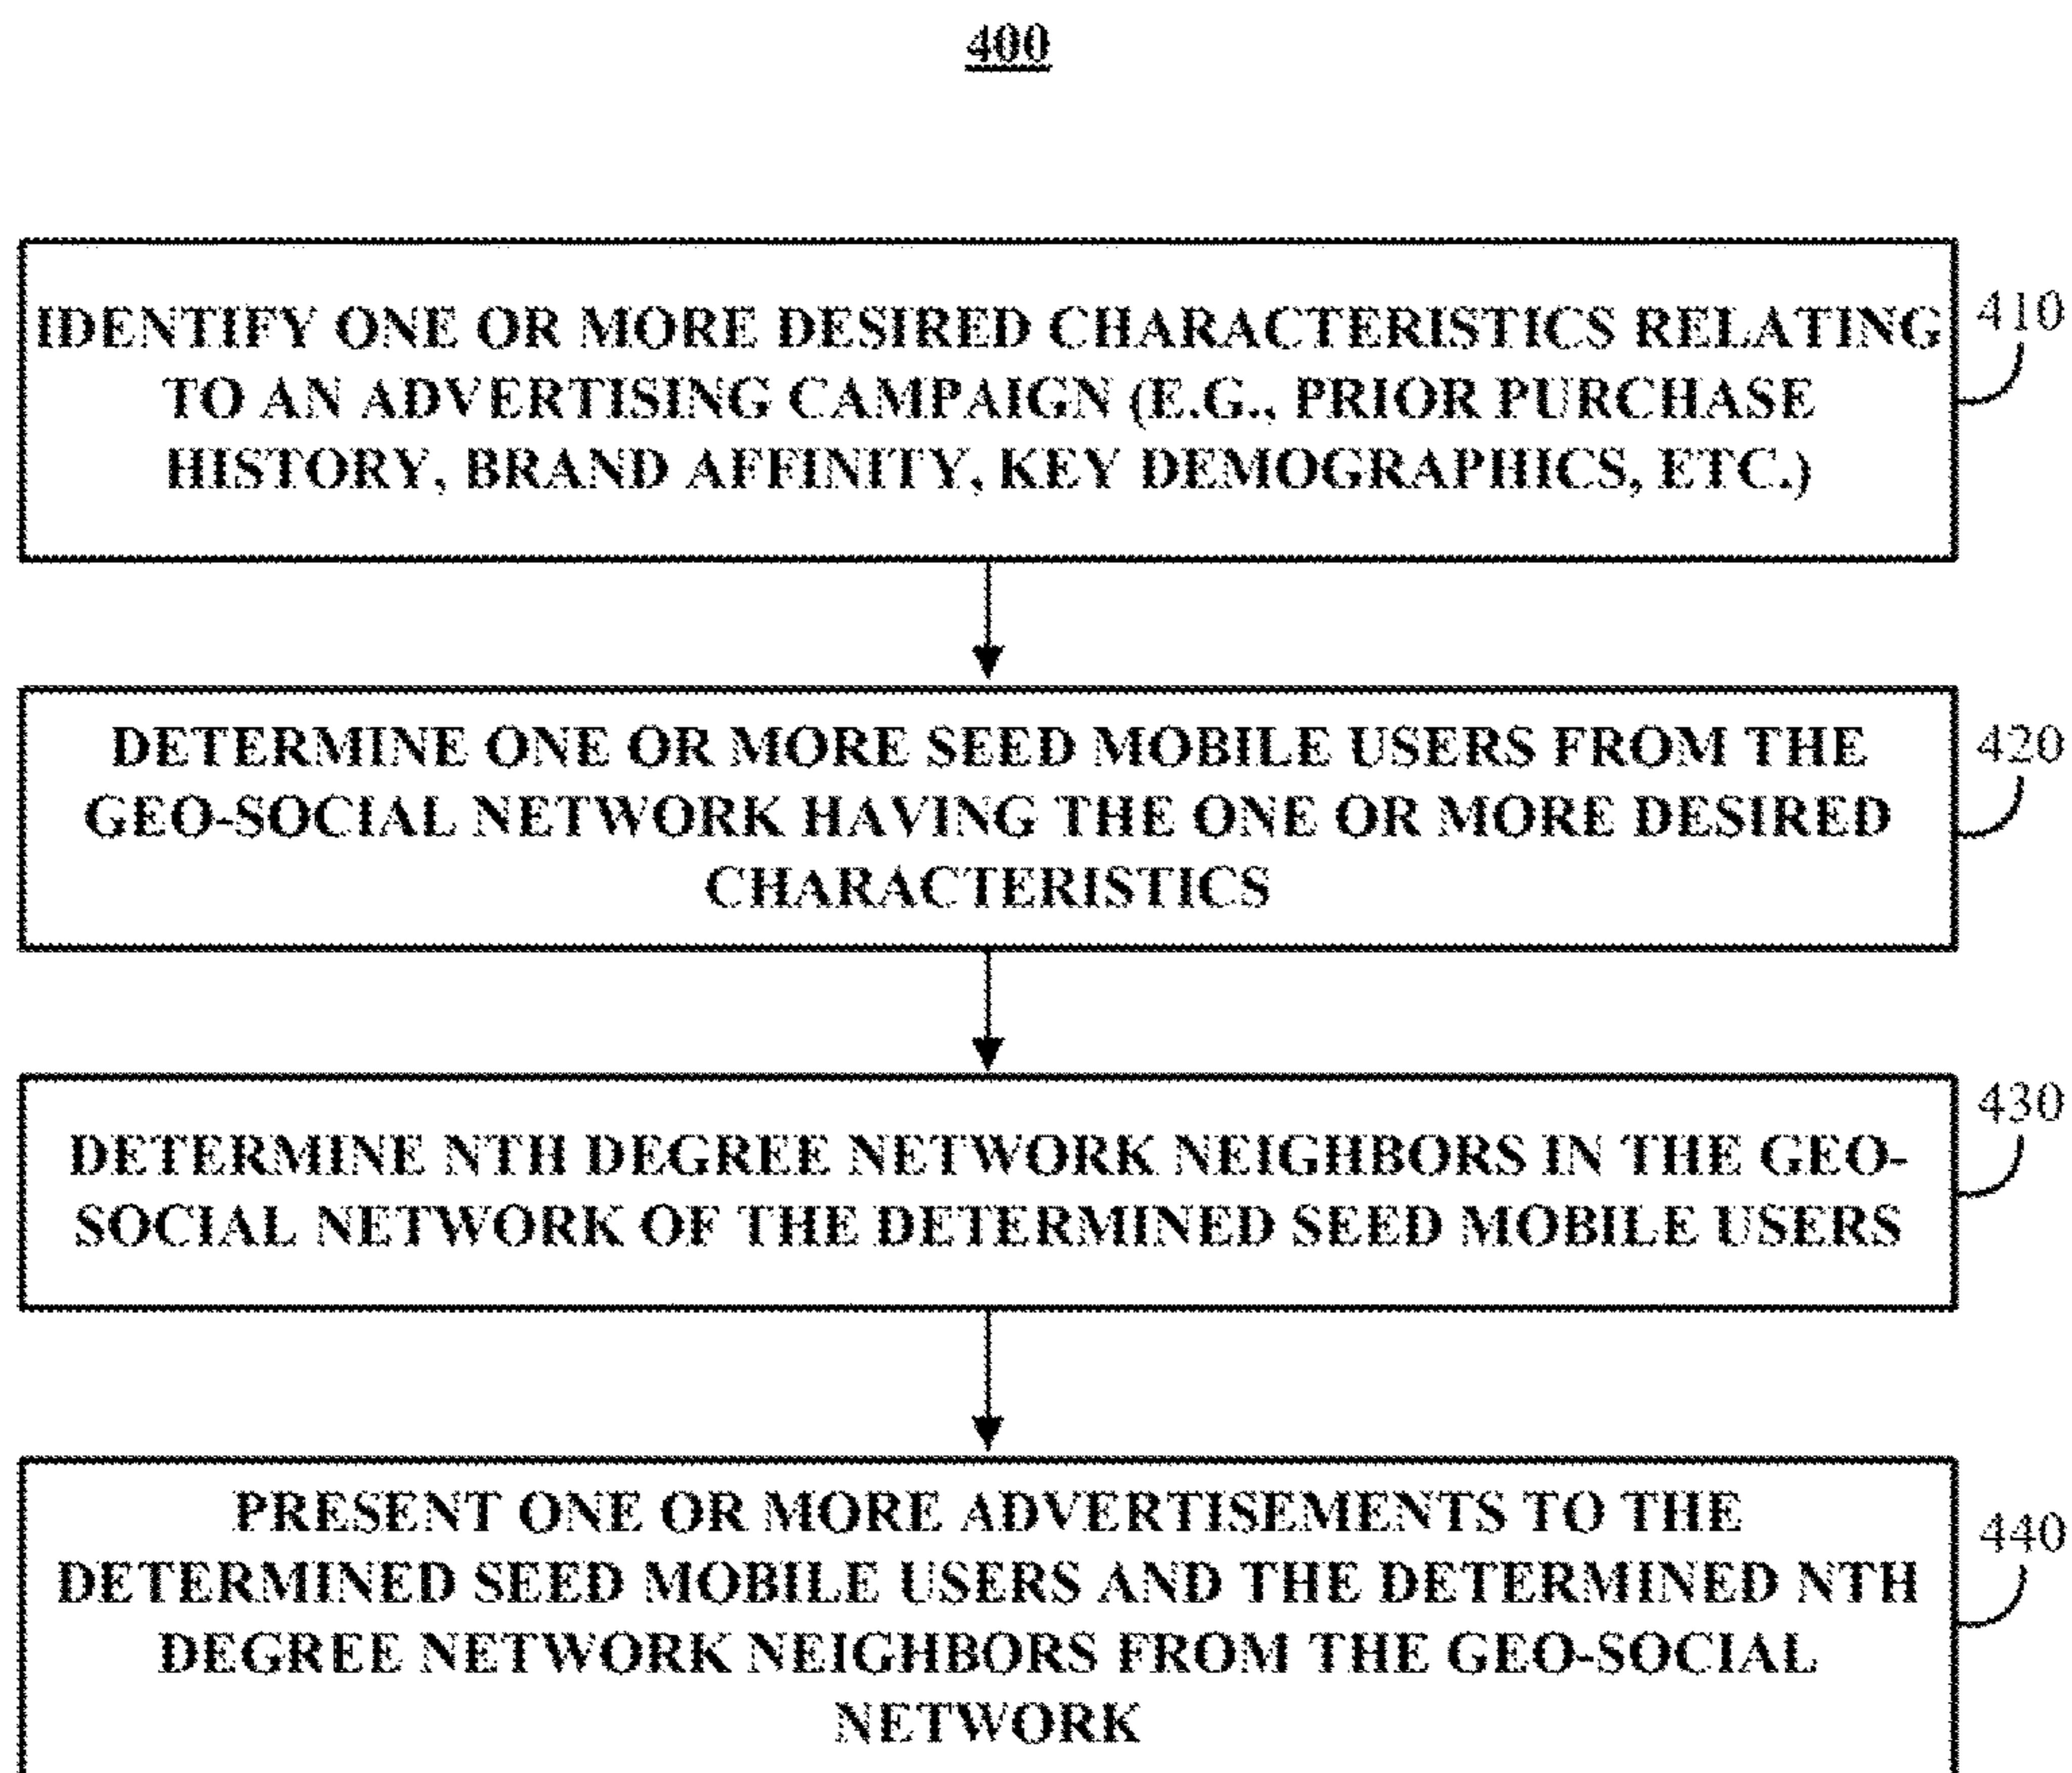 400
IDENTIFY ONE OR MORE DESIRED CHARACTERISTICS RELATING
410
TO AN ADVERTISING CAMPAIGN (E.G., PRIOR PURCHASE
HISTORY, BRAND AFFINITY, KEY DEMOGRAPHICS, ETC.)
DETERMINE ONE OR MORE SEED MOBILE USERS FROM THE
420
GEO-SOCIAL NETWORK HAVING THE ONE OR MORE DESIRED
CHARACTERISTICS
430
DETERMINE NTH DEGREE NETWORK NEIGHBORS IN THE GEO-
SOCIAL NETWORK OF THE DETERMINED SEED MOBILE USERS
PRESENT ONE OR MORE ADVERTISEMENTS TO THE
440
DETERMINED SEED MOBILE USERS AND THE DETERMINED NTH
DEGREE NETWORK NEIGHBORS FROM THE GEO-SOCIAL
NETWORK